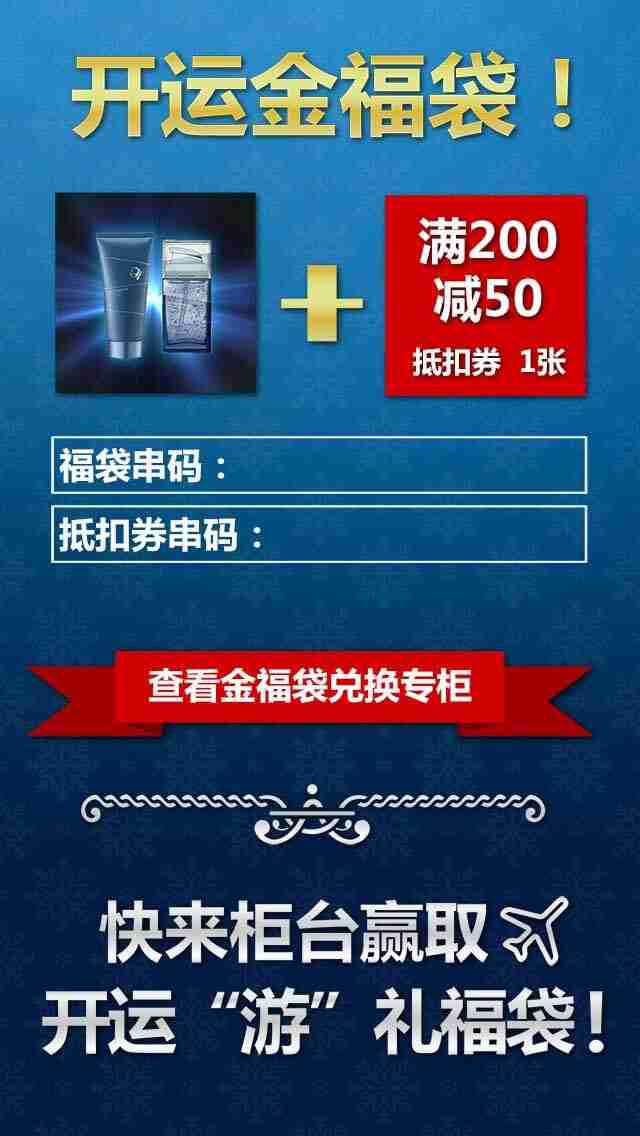 开运金福袋！
满200
减50
抵扣券 1张
福袋串码：
抵扣券串码：
查看金福袋兑换专柜
快来柜台赢取
开运“游”礼福袋！